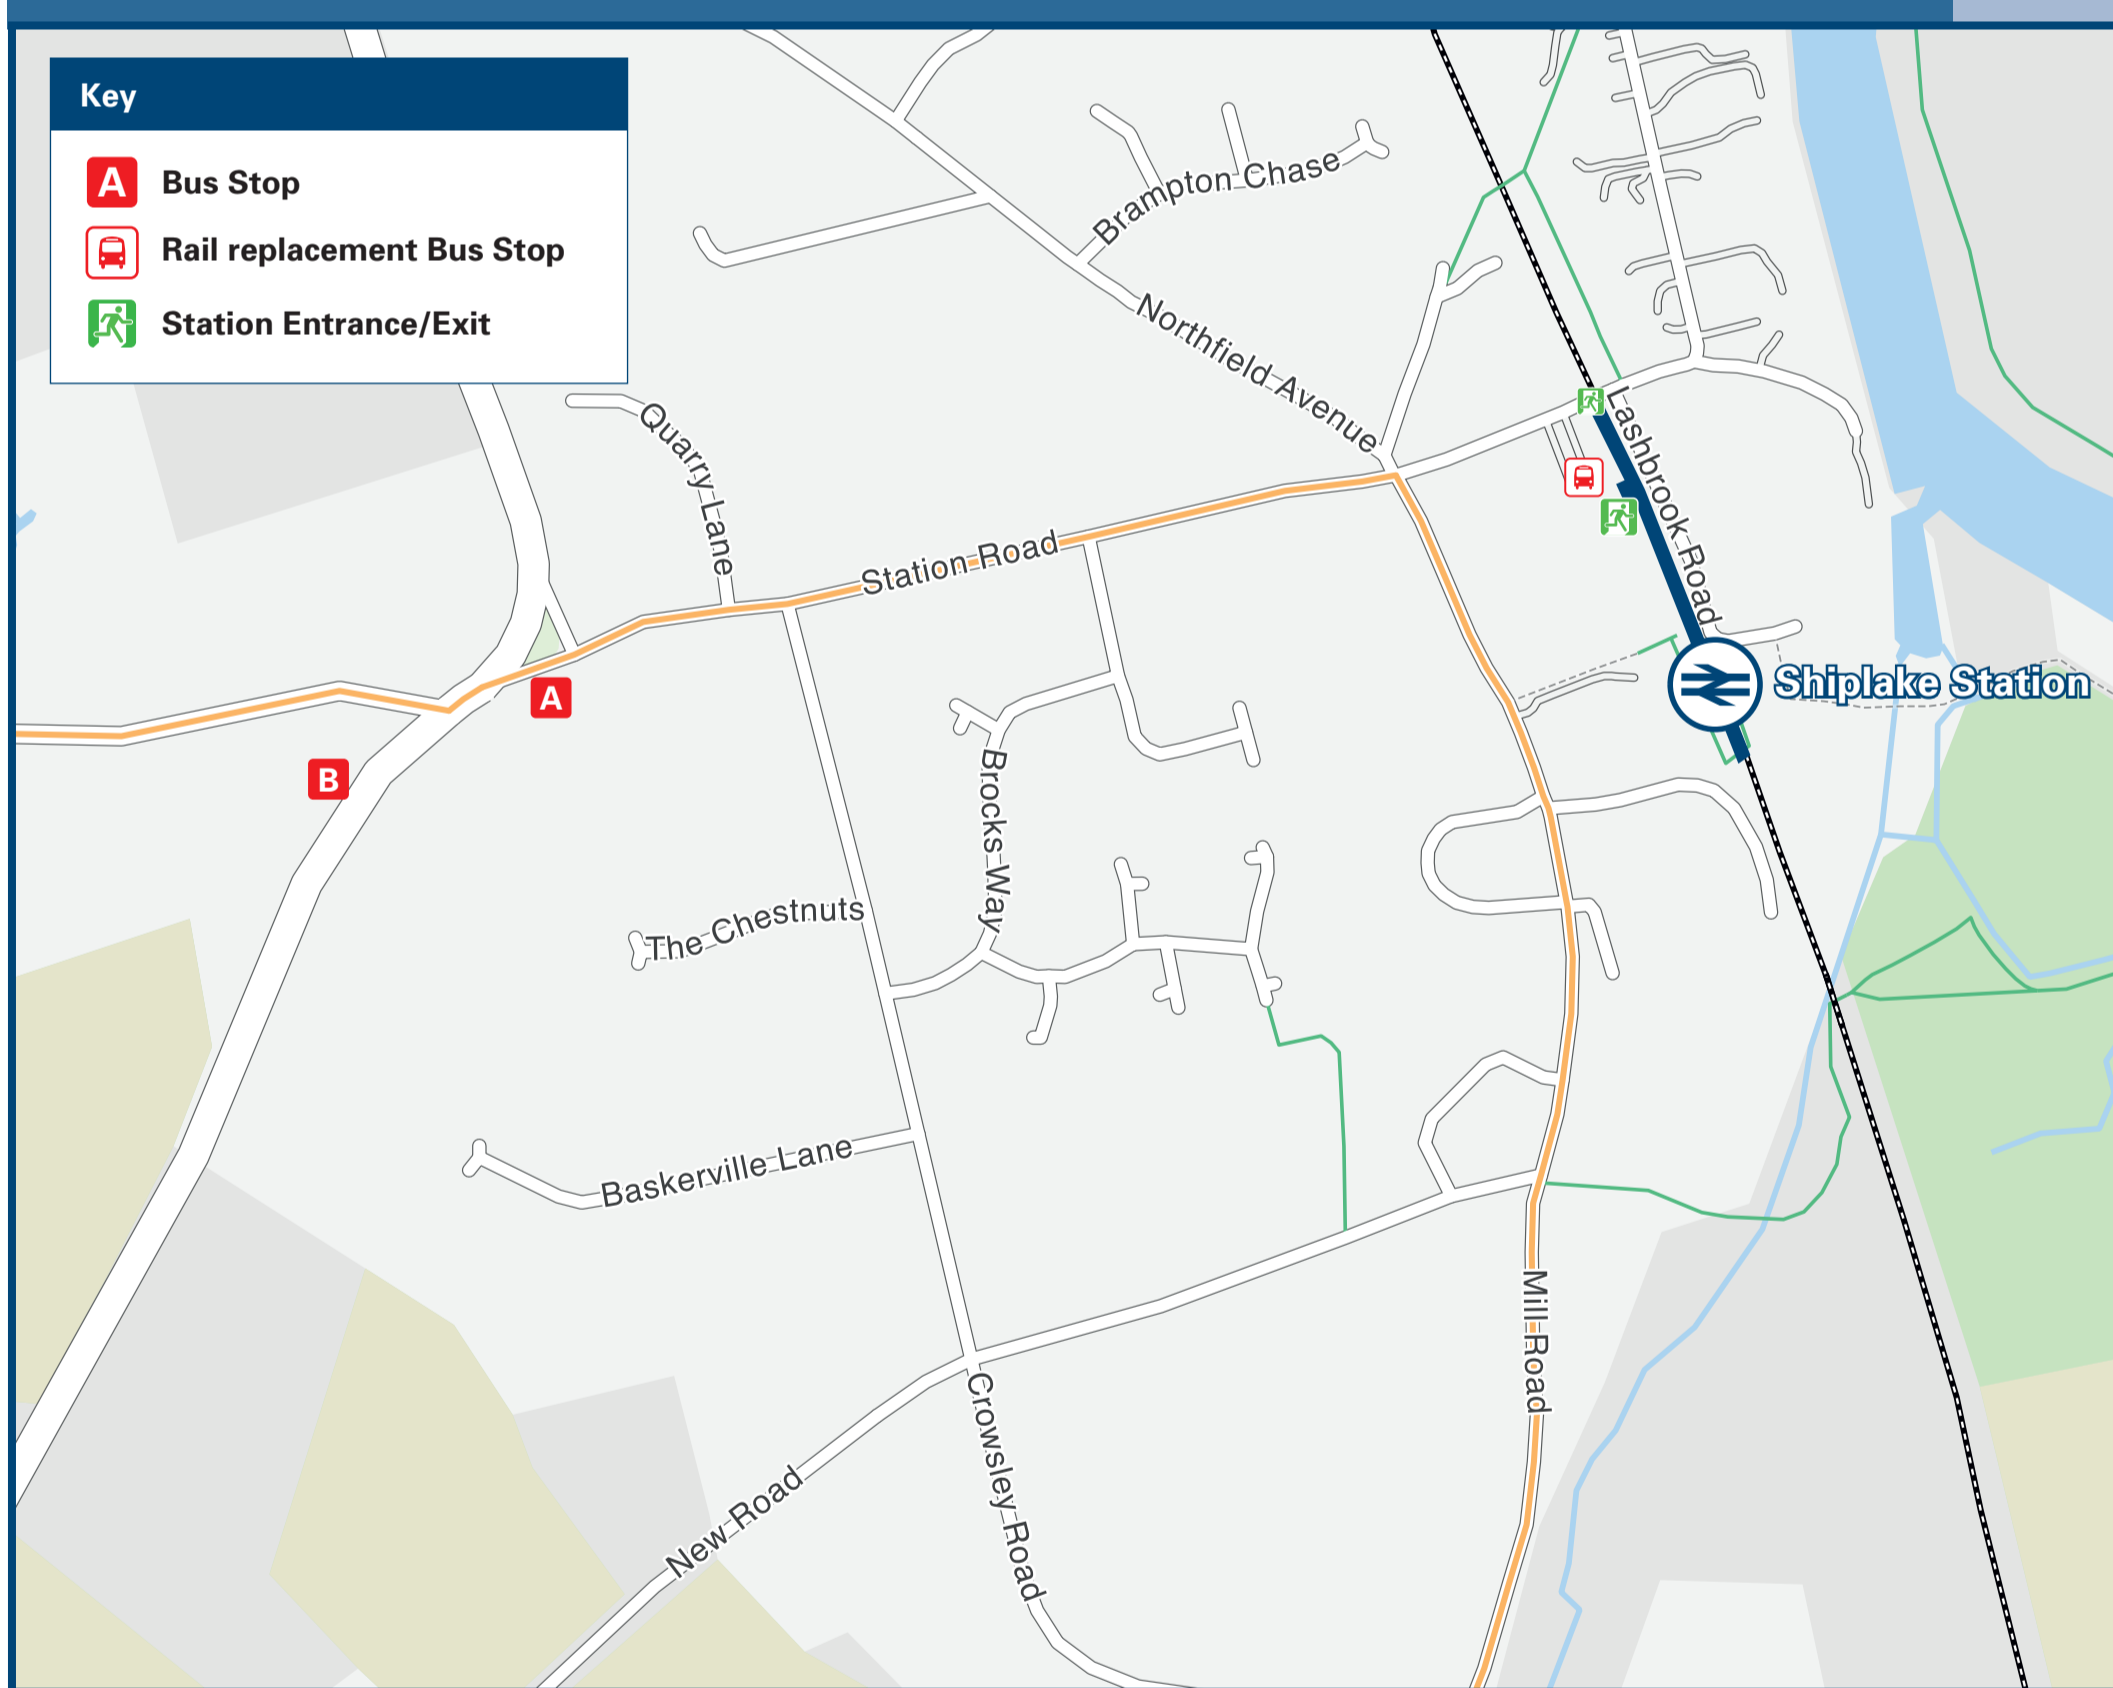 Key
A
Bus Stop
Rail replacement Bus Stop
Station Entrance/Exit
Brampton Chase
Northfield Avenue
Quarry Lane
Lashbrook Road
Station Road
A
Shiplake Station
B
Brocks Way
The Chestnuts
Baskerville Lane
Mill Road
Crowsley Road
New Road